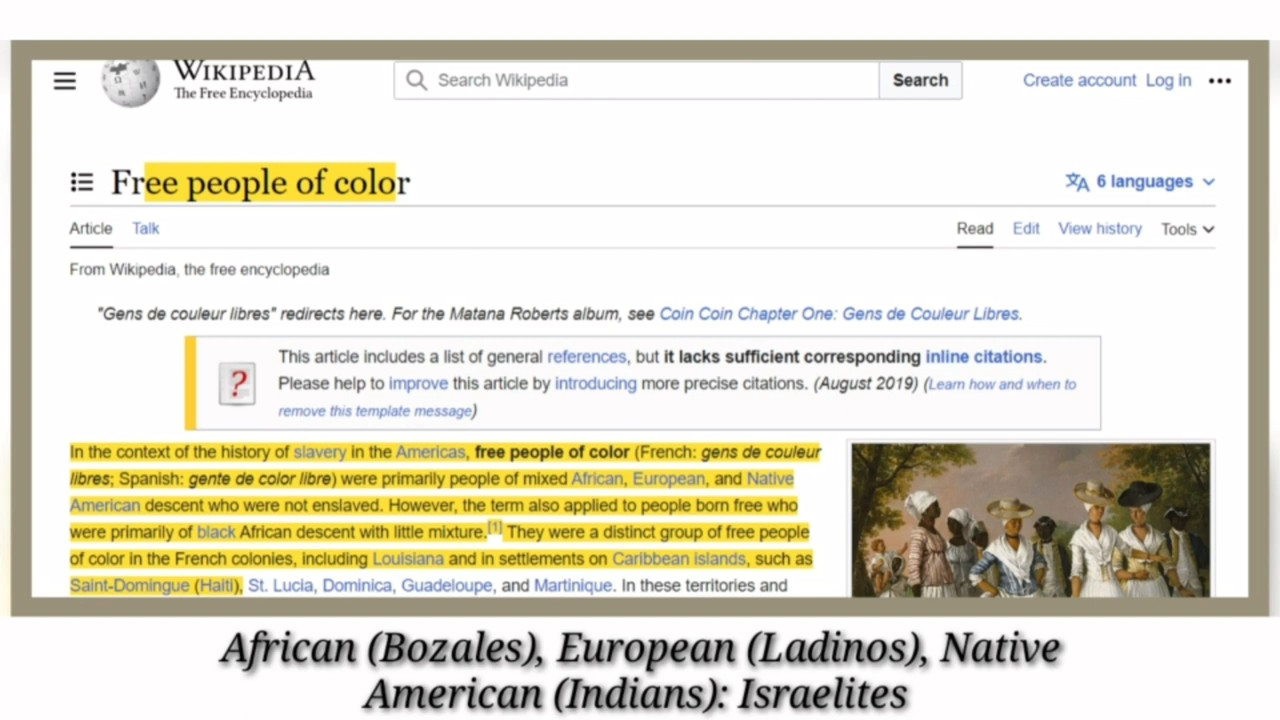 WIKIPEDIA
The Free Encyclopedia
Search Wikipedia
Search
Create account Log in
Free people of color
6 languages
Article Talk
Read Edit View history Tools
From Wikipedia, the free encyclopedia
"Gens de couleur libres" redirects here. For the Matana Roberts album, see Coin Coin Chapter One: Gens de Couleur Libres.
This article includes a list of general references, but it lacks sufficient corresponding inline citations.
Please help to improve this article by introducing more precise citations. (August 2019) (Learn how and when to
remove this template message)
In the context of the history of slavery in the Americas, free people of color (French: gens de couleur
libres; Spanish: gente de color libre) were primarily people of mixed African, European, and Native
American descent who were not enslaved. However, the term also applied to people born free who
were primarily of black African descent with little mixture.[1] They were a distinct group of free people
of color in the French colonies, including Louisiana and in settlements on Caribbean islands, such as
Saint-Domingue (Haiti), St. Lucia, Dominica, Guadeloupe, and Martinique. In these territories and
African (Bozales), European (Ladinos), Native
American (Indians): Israelites